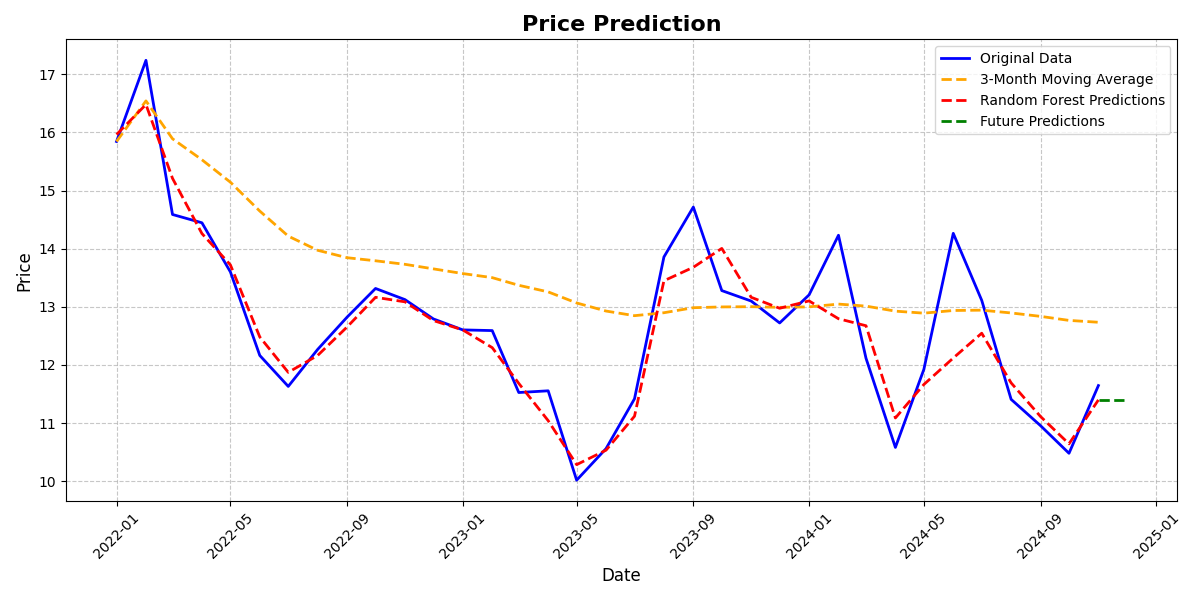 Price Prediction
Original Data
3-Month Moving Average
Random Forest Predictions
Future Predictions
Price
17
16
15
14
13
12
11
10
2022-01
2022-05
2022-09
2023-01
2023-05
2023-09
2024-01
2024-05
2024-09
2025-01
Date